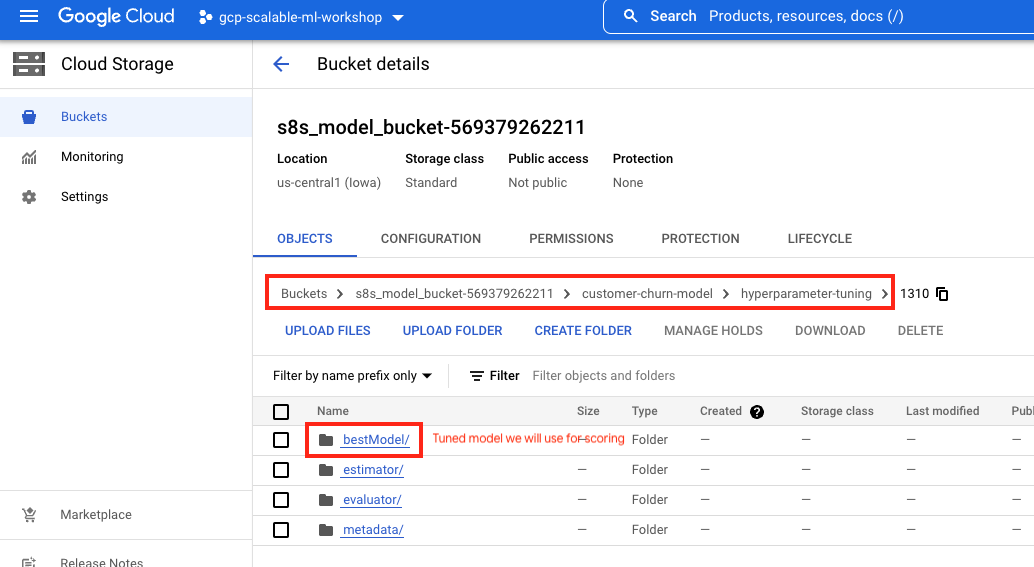 Google Cloud gcp-scalable-ml-workshop Search Products, resources, docs (/)
Cloud Storage
Bucket details
Buckets
Monitoring
Settings
s8s_model_bucket-569379262211
Location Storage class Public access Protection
us-central1 (Iowa) Standard Not public None
OBJECTS CONFIGURATION PERMISSIONS PROTECTION LIFECYCLE
Buckets > s8s_model_bucket-569379262211 > customer-churn-model > hyperparameter-tuning > 1310
UPLOAD FILES UPLOAD FOLDER CREATE FOLDER MANAGE HOLDS DOWNLOAD DELETE
Filter by name prefix only Filter Filter objects and folders
Name Size Type Created ? Storage class Last modified Publ
bestModel/ Tuned model we will use for scoring — Folder — — — —
estimator/ — Folder — — — —
evaluator/ — Folder — — — —
metadata/ — Folder — — — —
Marketplace
Release Notes